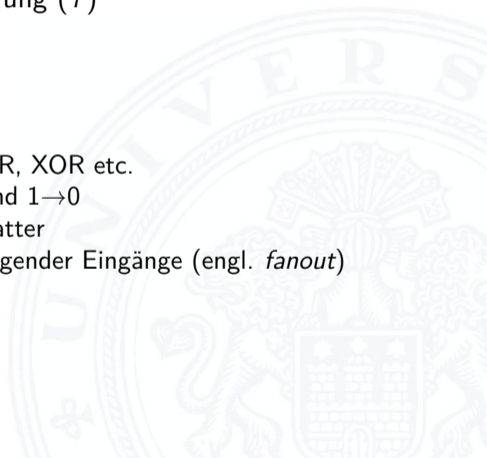 ung (7)
U N I V E R S
R, XOR etc.
nd 1→0
atter
gender Eingänge (engl. fanout)